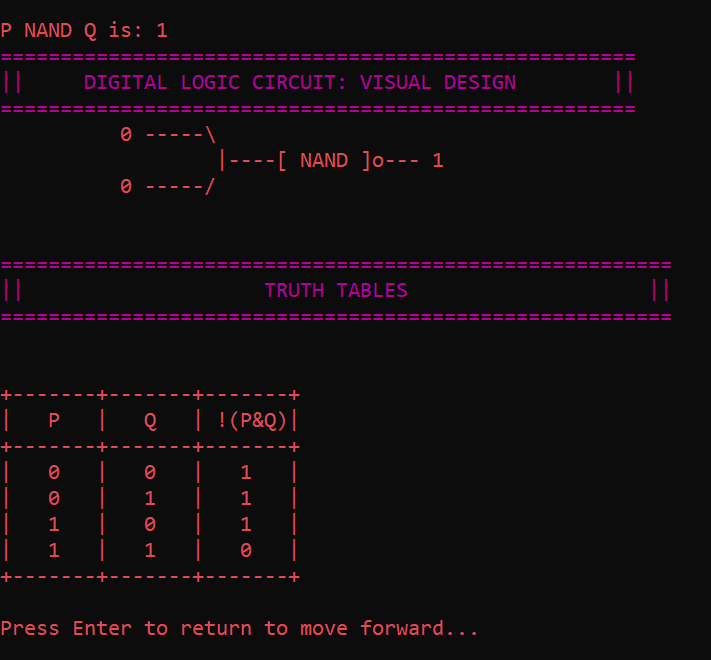 P NAND Q is: 1
=====================================================
||     DIGITAL LOGIC CIRCUIT: VISUAL DESIGN        ||
=====================================================
          0 -----\
                  |----[ NAND ]o--- 1
          0 -----/
========================================================
||                    TRUTH TABLES                    ||
========================================================
+-------+-------+-------+
|   P   |   Q   | !(P&Q)|
+-------+-------+-------+
|   0   |   0   |   1   |
|   0   |   1   |   1   |
|   1   |   0   |   1   |
|   1   |   1   |   0   |
+-------+-------+-------+
Press Enter to return to move forward...